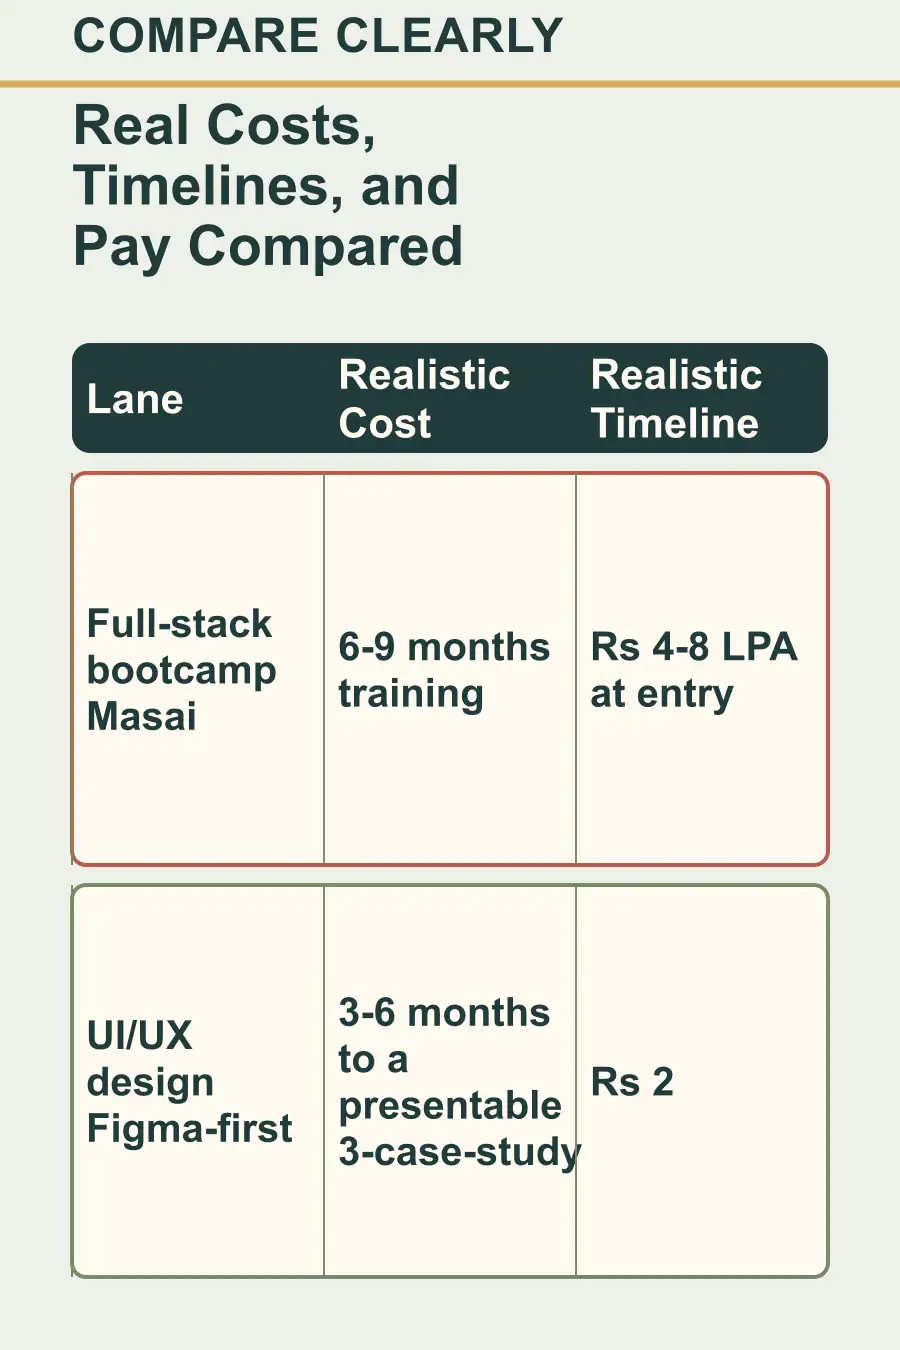 COMPARE CLEARLY
Real Costs,
Timelines, and
Pay Compared
Lane
Realistic
Cost
Realistic
Timeline
Full-stack
bootcamp
Masai
6-9 months
training
Rs 4-8 LPA
at entry
UI/UX
design
Figma-first
3-6 months
to a
presentable
3-case-study
Rs 2